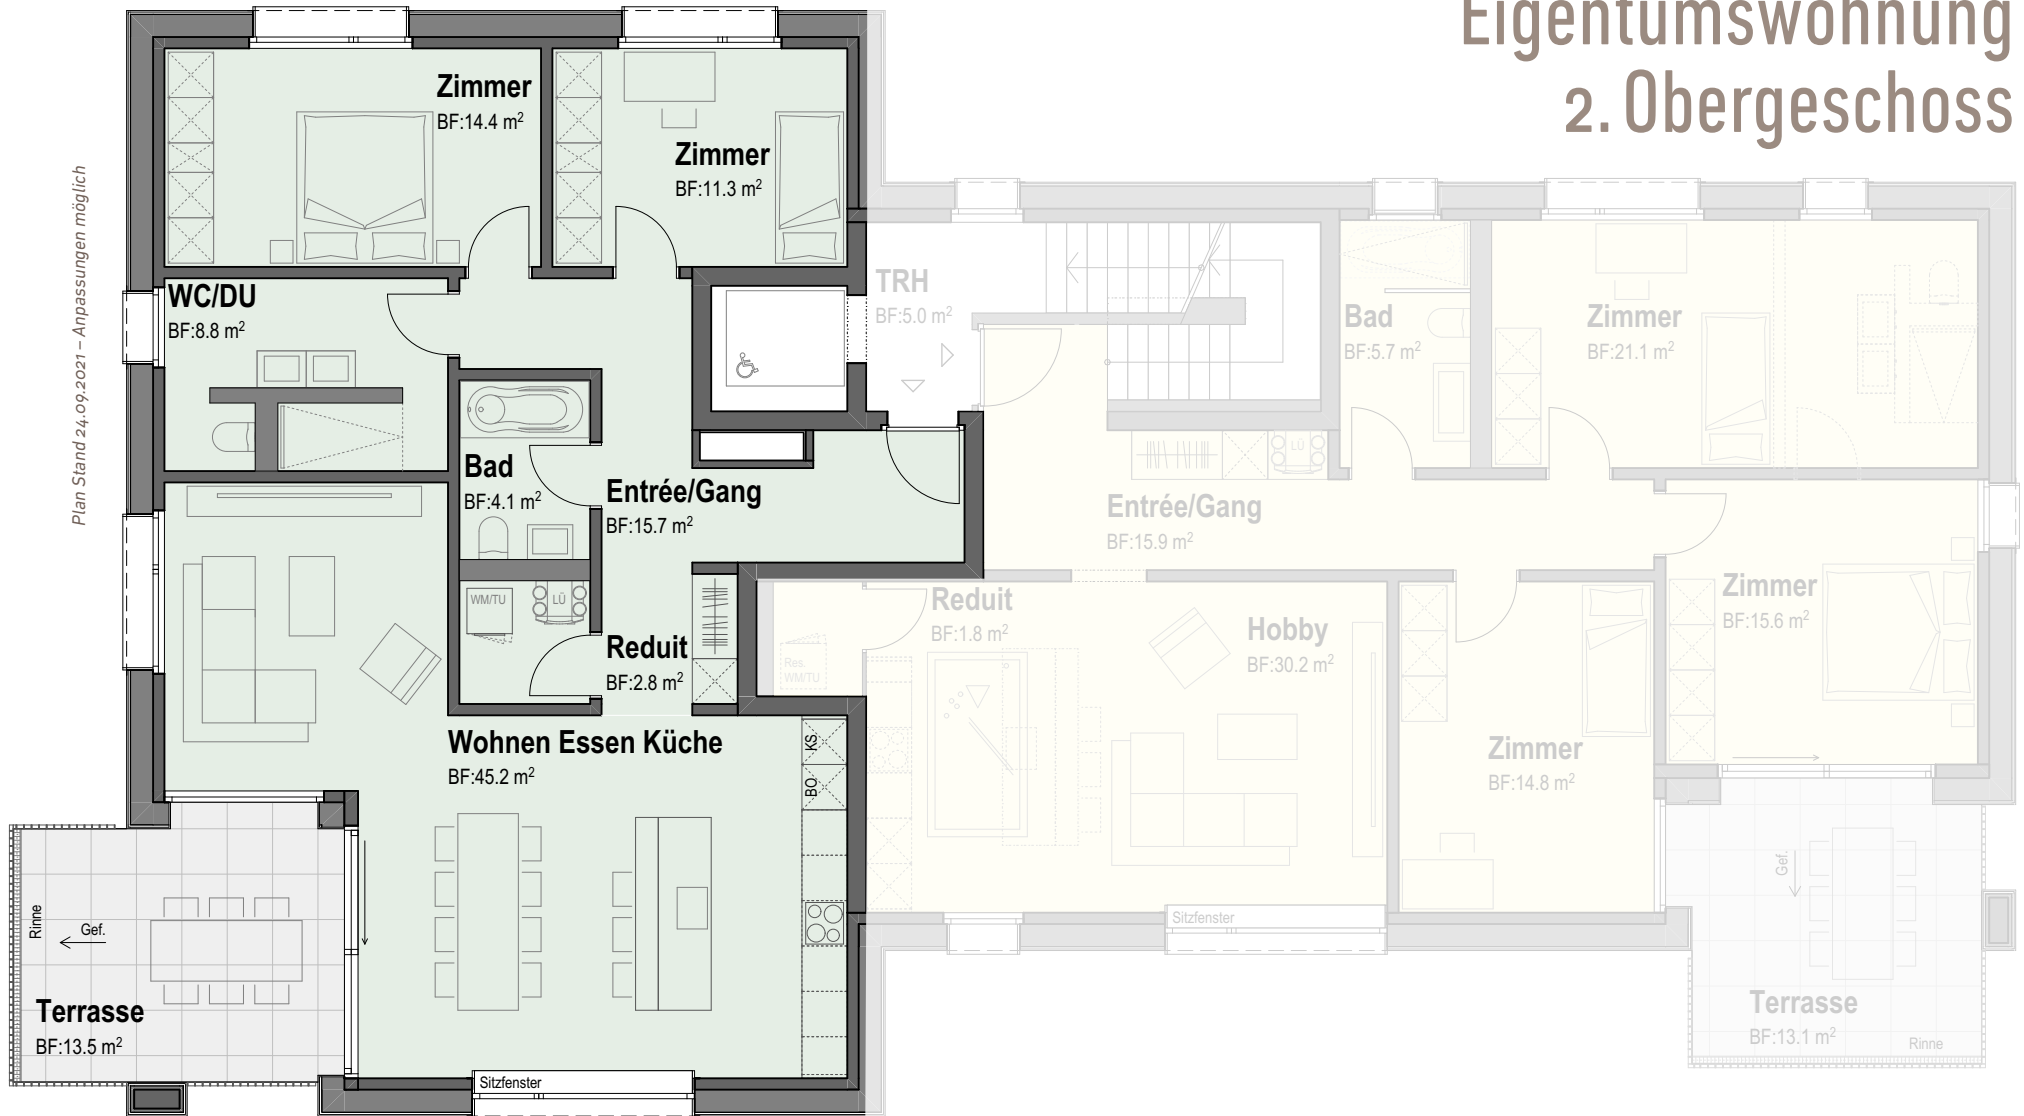 Eigentumswohnung
2. Obergeschoss
Plan Stand 24.09.2021 – Anpassungen möglich
Zimmer
BF:14.4 m²
Zimmer
BF:11.3 m²
WC/DU
BF:8.8 m²
TRH
BF:5.0 m²
Bad
BF:5.7 m²
Zimmer
BF:21.1 m²
Bad
BF:4.1 m²
Entrée/Gang
BF:15.7 m²
LÜ
Entrée/Gang
BF:15.9 m²
WM/TU
LÜ
Reduit
BF:2.8 m²
Res.
WM/TU
Reduit
BF:1.8 m²
Hobby
BF:30.2 m²
Zimmer
BF:15.6 m²
Zimmer
BF:14.8 m²
Wohnen Essen Küche
BF:45.2 m²
KS
BO
Rinne
Gef.
Terrasse
BF:13.5 m²
Sitzfenster
Sitzfenster
Gef.
Terrasse
BF:13.1 m²
Rinne